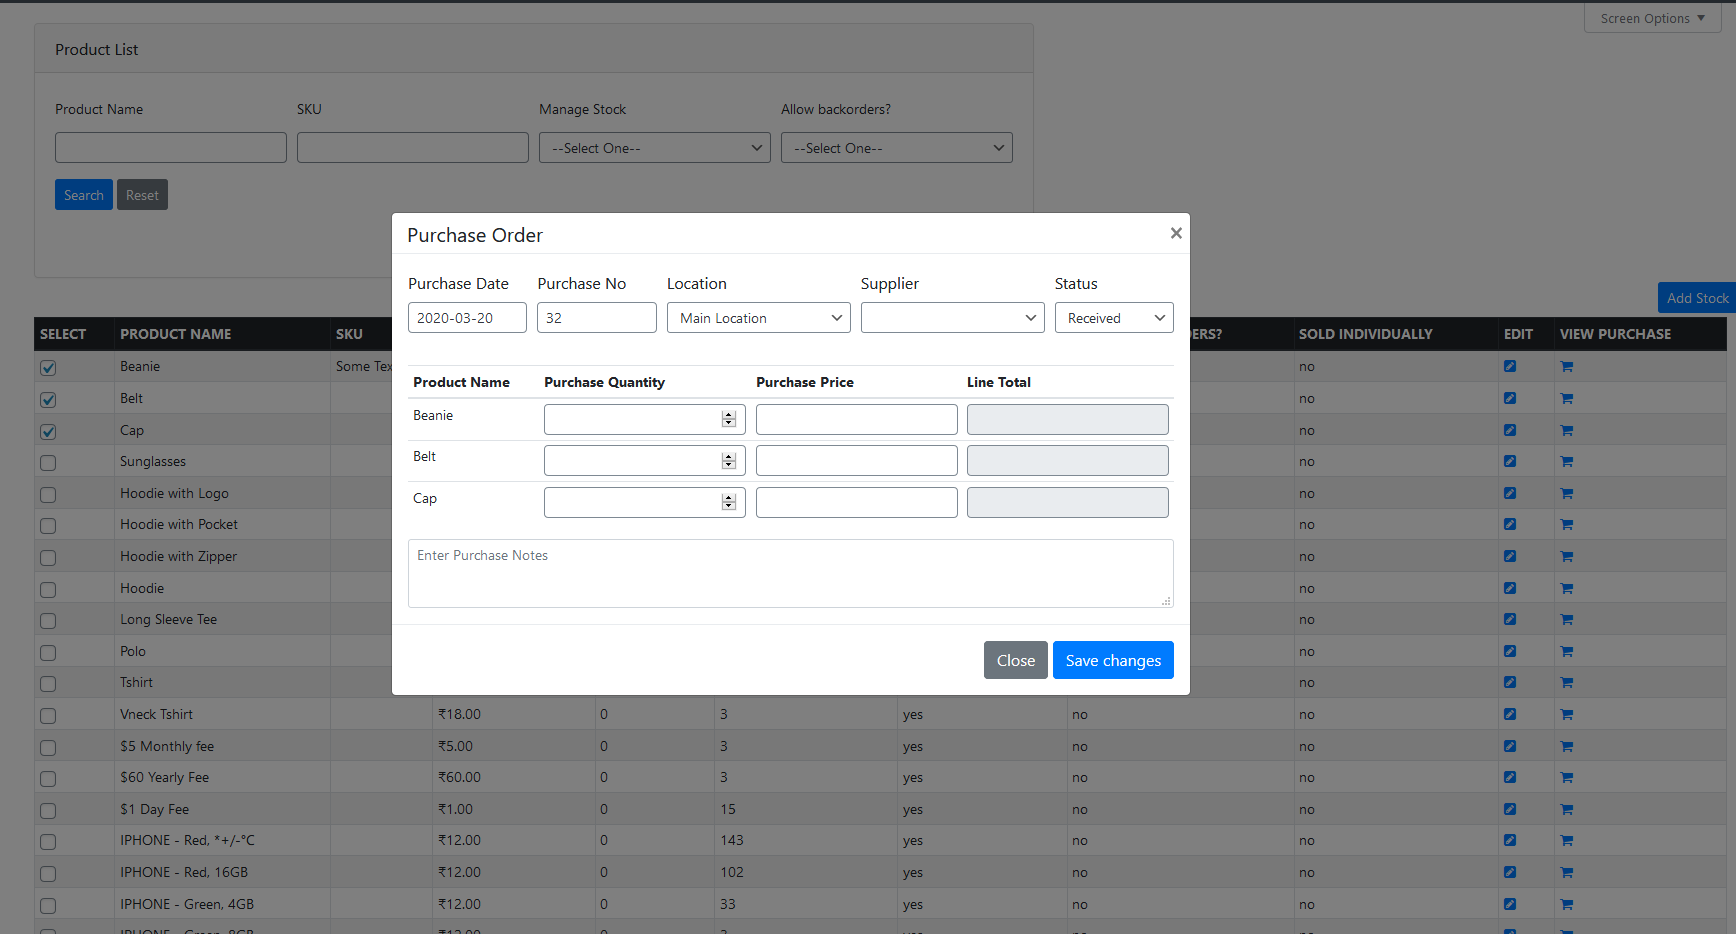 Screen Options
Product List
Product Name SKU Manage Stock Allow backorders?
--Select One-- --Select One--
Search Reset
Purchase Order ×
Purchase Date Purchase No Location Supplier Status
2020-03-20 32 Main Location Received
Product Name Purchase Quantity Purchase Price Line Total
Beanie
Belt
Cap
Enter Purchase Notes
Close Save changes
Add Stock
SELECT PRODUCT NAME SKU SOLD INDIVIDUALLY EDIT VIEW PURCHASE
Beanie Some no
Belt no
Cap no
Sunglasses no
Hoodie with Logo no
Hoodie with Pocket no
Hoodie with Zipper no
Hoodie no
Long Sleeve Tee no
Polo no
Tshirt no
Vneck Tshirt ₹18.00 0 3 yes no no
$5 Monthly fee ₹5.00 0 3 yes no no
$60 Yearly Fee ₹60.00 0 3 yes no no
$1 Day Fee ₹1.00 0 15 yes no no
IPHONE - Red, *+/-°C ₹12.00 0 143 yes no no
IPHONE - Red, 16GB ₹12.00 0 102 yes no no
IPHONE - Green, 4GB ₹12.00 0 33 yes no no